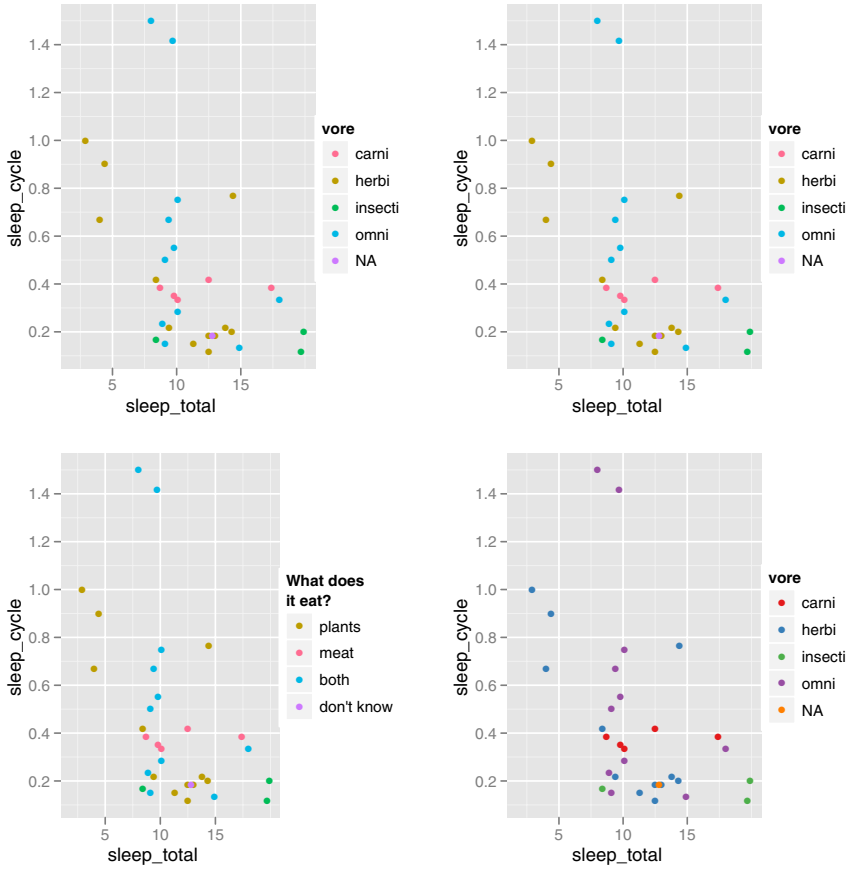 1.4
1.2
1.0
0.8
0.6
0.4
0.2
sleep_cycle
5 10 15
sleep_total
vore
carni
herbi
insecti
omni
NA
1.4
1.2
1.0
0.8
0.6
0.4
0.2
sleep_cycle
5 10 15
sleep_total
vore
carni
herbi
insecti
omni
NA
1.4
1.2
1.0
0.8
0.6
0.4
0.2
sleep_cycle
5 10 15
sleep_total
What does
it eat?
plants
meat
both
don't know
1.4
1.2
1.0
0.8
0.6
0.4
0.2
sleep_cycle
5 10 15
sleep_total
vore
carni
herbi
insecti
omni
NA